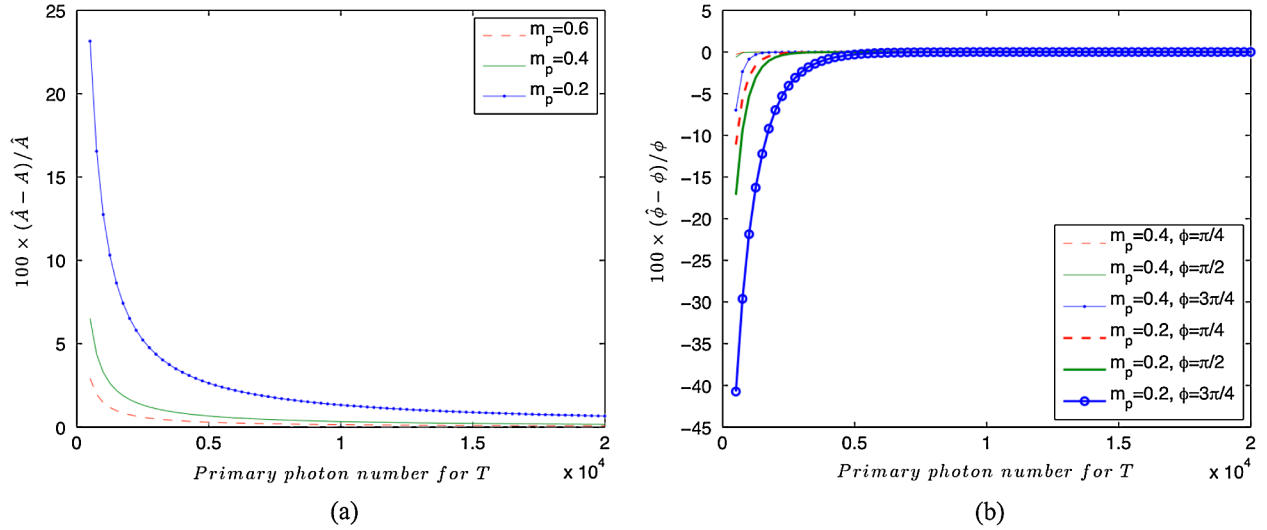 25
20
15
10
5
0
100 × (Â − A)/Â
m_p=0.6
m_p=0.4
m_p=0.2
0 0.5 1 1.5 2
x 10^4
Primary photon number for T
(a)
5
0
−5
−10
−15
−20
−25
−30
−35
−40
−45
100 × (ϕ̂ − ϕ)/ϕ
m_p=0.4, ϕ=π/4
m_p=0.4, ϕ=π/2
m_p=0.4, ϕ=3π/4
m_p=0.2, ϕ=π/4
m_p=0.2, ϕ=π/2
m_p=0.2, ϕ=3π/4
0 0.5 1 1.5 2
x 10^4
Primary photon number for T
(b)